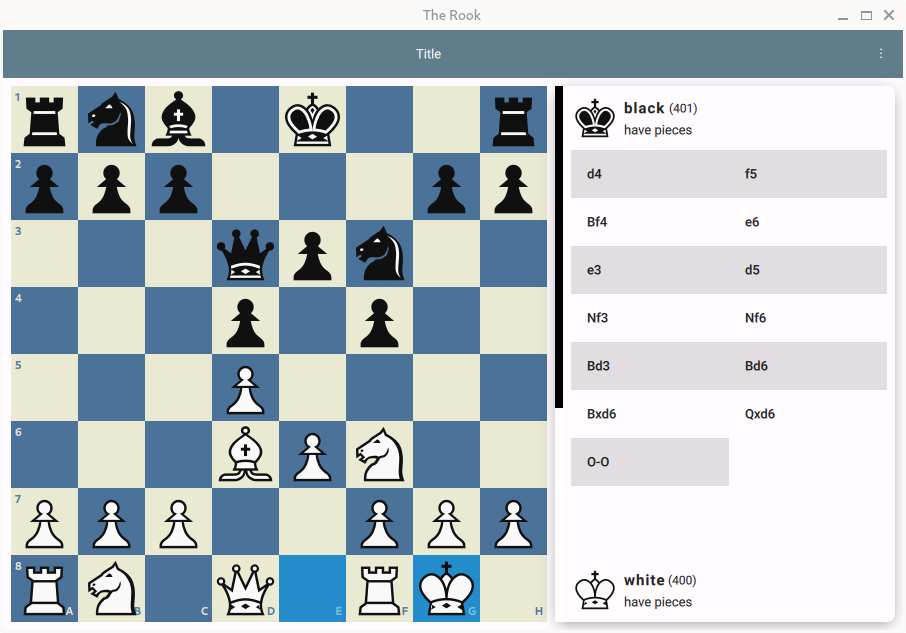 The Rook
Title
1
2
3
4
5
6
7
8
A B C D E F G H
black (401)
have pieces
d4 f5
Bf4 e6
e3 d5
Nf3 Nf6
Bd3 Bd6
Bxd6 Qxd6
O-O
white (400)
have pieces